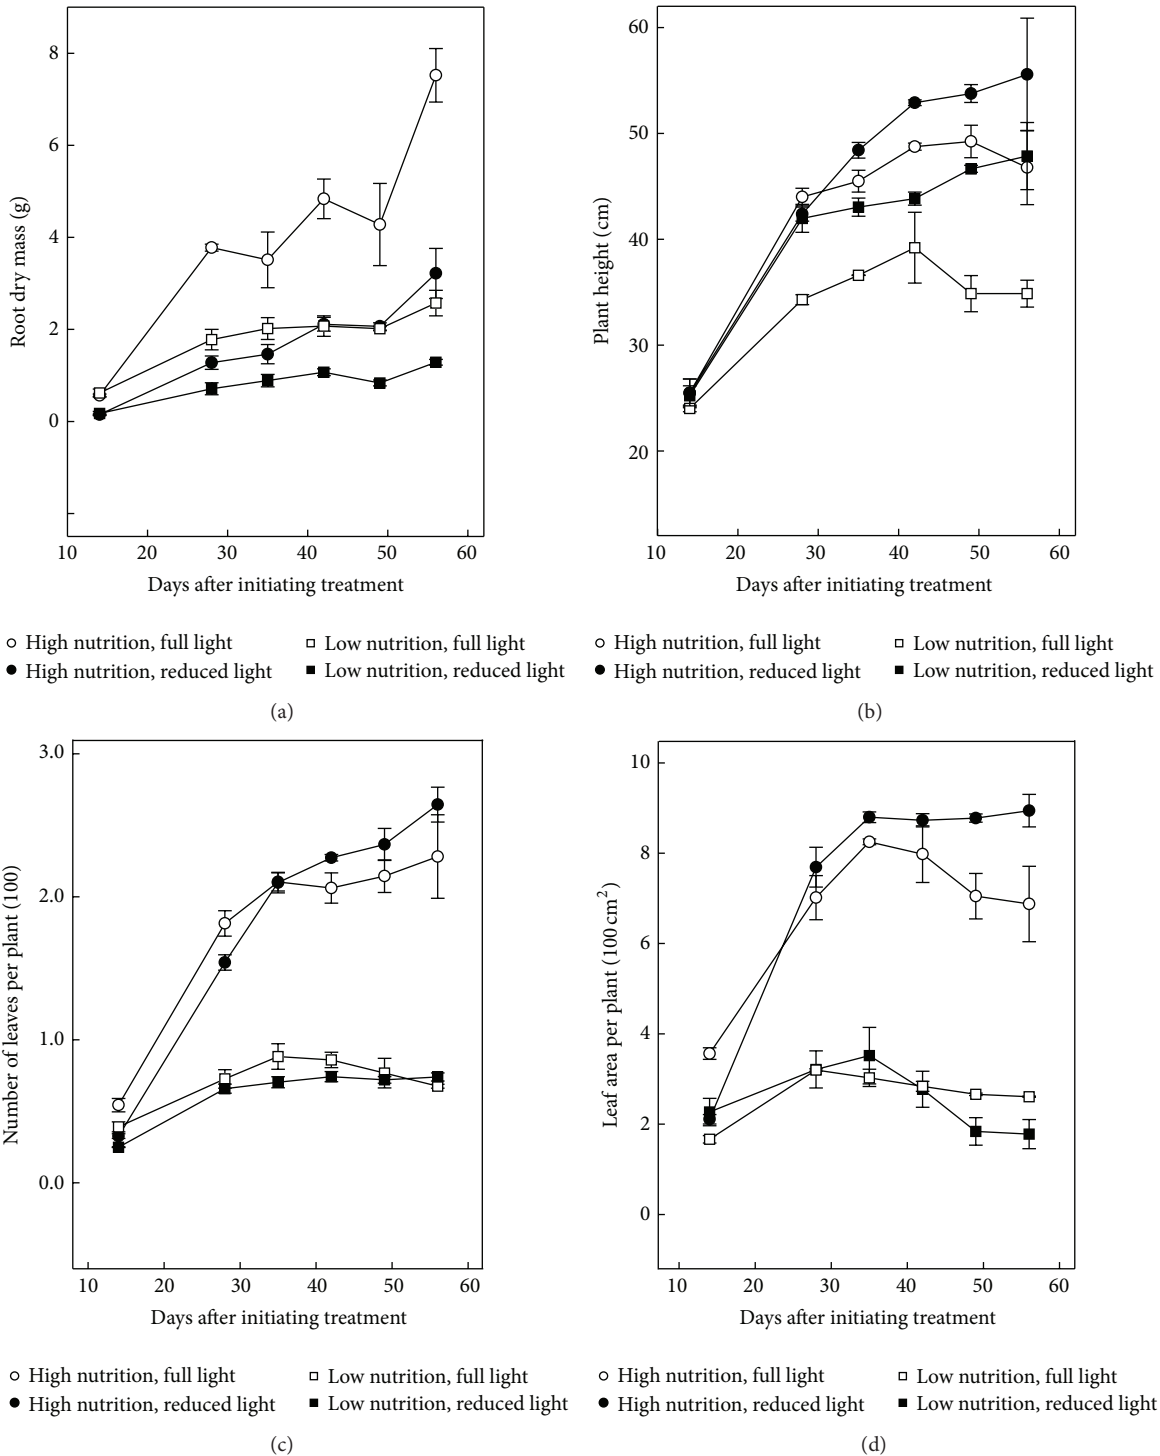 8
6
4
2
0
Root dry mass (g)
10 20 30 40 50 60
Days after initiating treatment
High nutrition, full light
High nutrition, reduced light
Low nutrition, full light
Low nutrition, reduced light
(a)
60
50
40
30
20
Plant height (cm)
10 20 30 40 50 60
Days after initiating treatment
High nutrition, full light
High nutrition, reduced light
Low nutrition, full light
Low nutrition, reduced light
(b)
3.0
2.0
1.0
0.0
Number of leaves per plant (100)
10 20 30 40 50 60
Days after initiating treatment
High nutrition, full light
High nutrition, reduced light
Low nutrition, full light
Low nutrition, reduced light
(c)
10
8
6
4
2
0
Leaf area per plant (100 cm²)
10 20 30 40 50 60
Days after initiating treatment
High nutrition, full light
High nutrition, reduced light
Low nutrition, full light
Low nutrition, reduced light
(d)